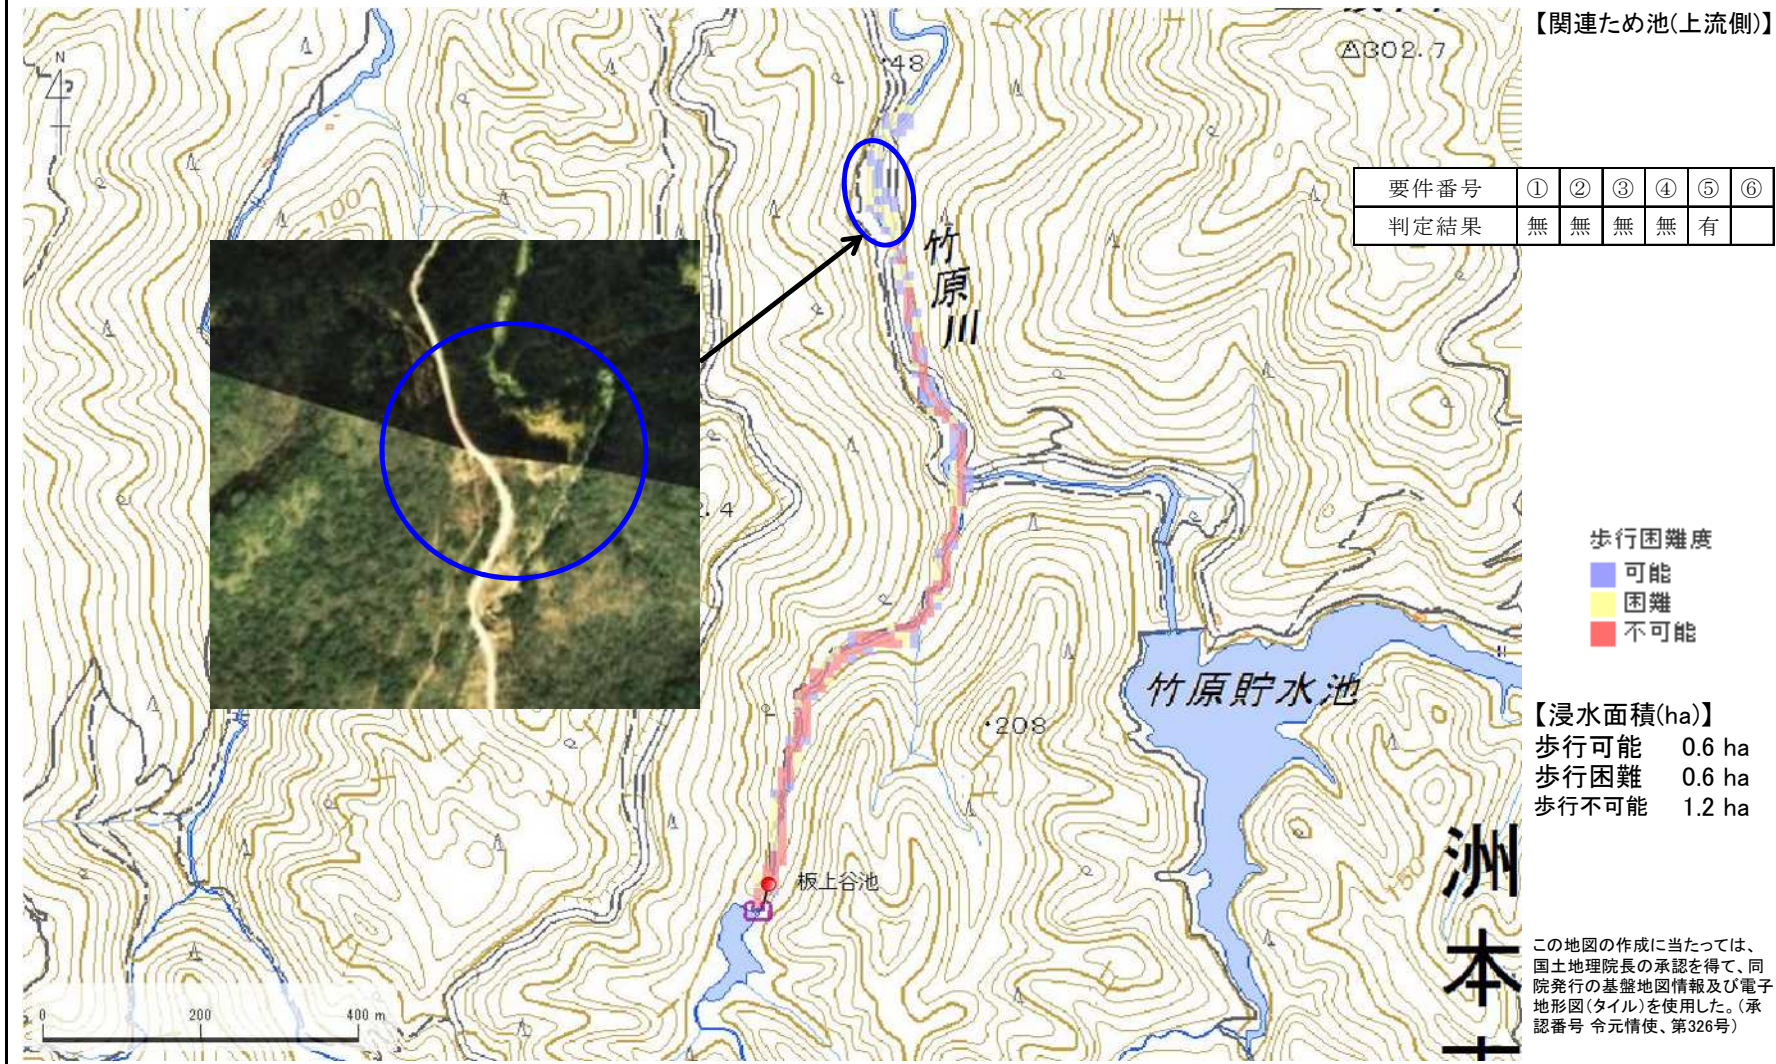 【関連ため池(上流側)】
N
・48
△302.7
要件番号 ① ② ③ ④ ⑤ ⑥
判定結果 無 無 無 無 有
100
竹原川
2.4
歩行困難度
可能
困難
不可能
竹原貯水池
・208
【浸水面積(ha)】
歩行可能 0.6 ha
歩行困難 0.6 ha
歩行不可能 1.2 ha
板上谷池
150
洲本
この地図の作成に当たっては、
国土地理院長の承認を得て、同
院発行の基盤地図情報及び電子
地形図(タイル)を使用した。(承
認番号 令元情使、第326号)
0 200 400 m